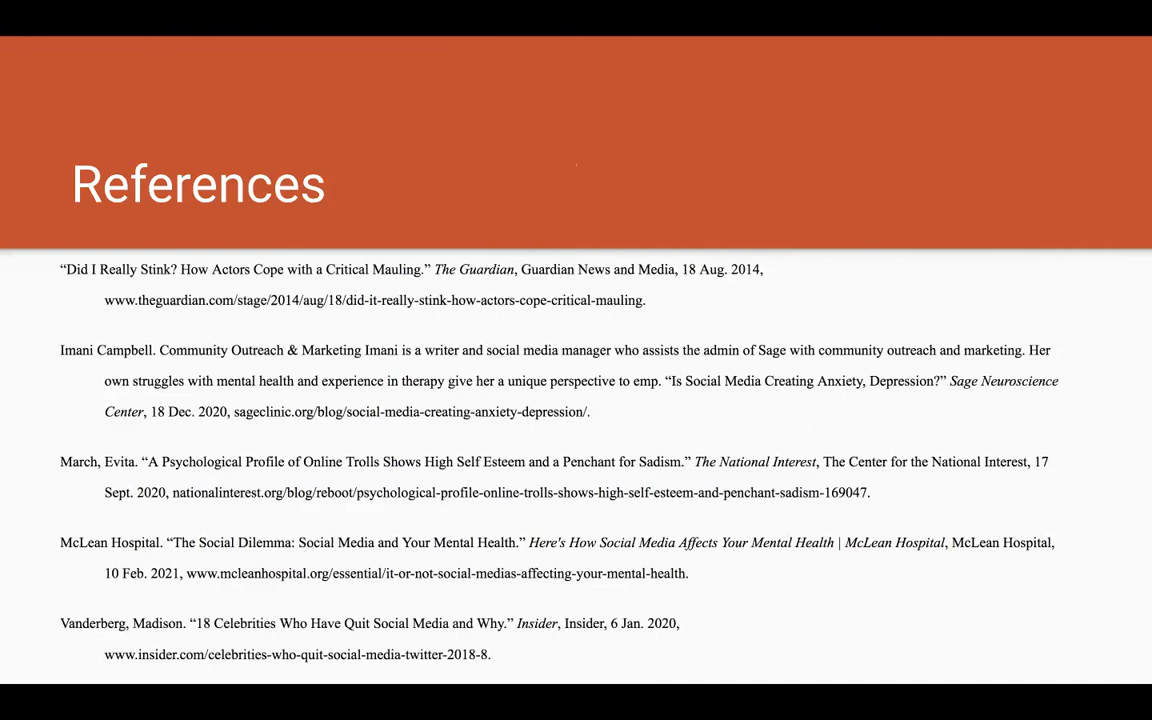 References
“Did I Really Stink? How Actors Cope with a Critical Mauling.” The Guardian, Guardian News and Media, 18 Aug. 2014,
www.theguardian.com/stage/2014/aug/18/did-it-really-stink-how-actors-cope-critical-mauling.
Imani Campbell. Community Outreach & Marketing Imani is a writer and social media manager who assists the admin of Sage with community outreach and marketing. Her
own struggles with mental health and experience in therapy give her a unique perspective to emp. “Is Social Media Creating Anxiety, Depression?” Sage Neuroscience
Center, 18 Dec. 2020, sageclinic.org/blog/social-media-creating-anxiety-depression/.
March, Evita. “A Psychological Profile of Online Trolls Shows High Self Esteem and a Penchant for Sadism.” The National Interest, The Center for the National Interest, 17
Sept. 2020, nationalinterest.org/blog/reboot/psychological-profile-online-trolls-shows-high-self-esteem-and-penchant-sadism-169047.
McLean Hospital. “The Social Dilemma: Social Media and Your Mental Health.” Here's How Social Media Affects Your Mental Health | McLean Hospital, McLean Hospital,
10 Feb. 2021, www.mcleanhospital.org/essential/it-or-not-social-medias-affecting-your-mental-health.
Vanderberg, Madison. “18 Celebrities Who Have Quit Social Media and Why.” Insider, Insider, 6 Jan. 2020,
www.insider.com/celebrities-who-quit-social-media-twitter-2018-8.